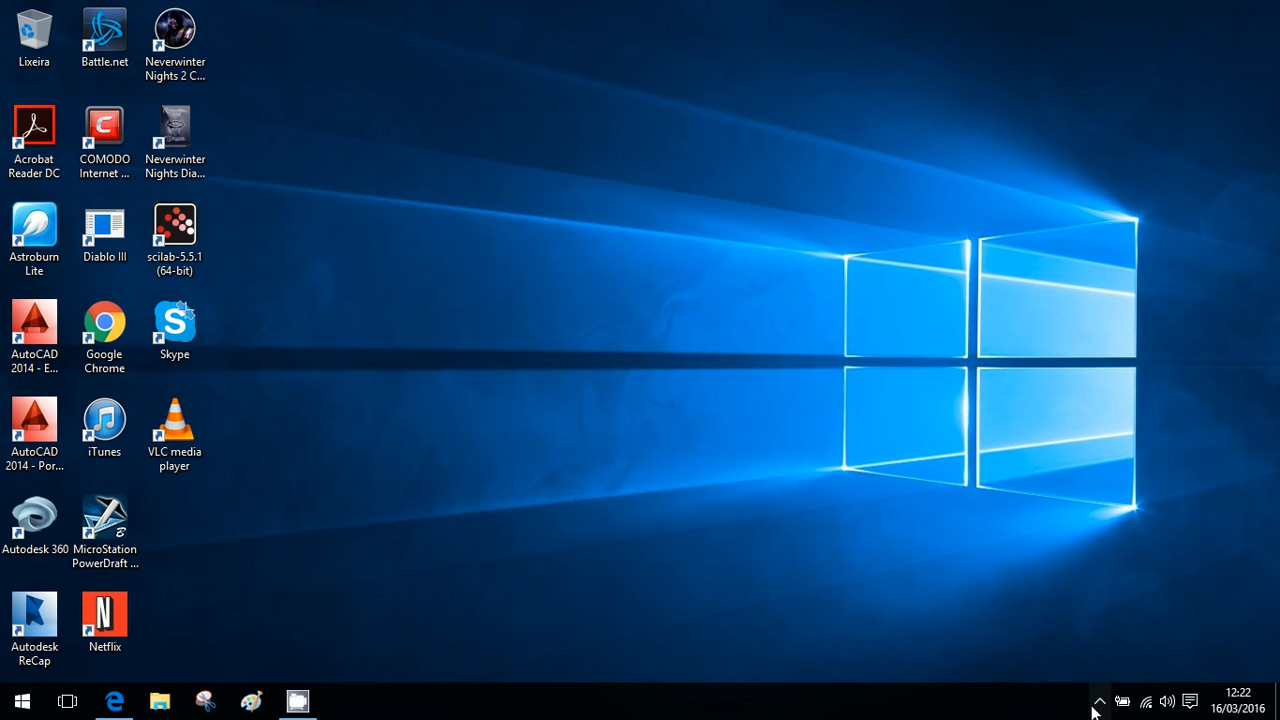 Lixeira
Battle.net
Neverwinter
Nights 2 C...
Acrobat
Reader DC
COMODO
Internet ...
Neverwinter
Nights Dia...
Astroburn
Lite
Diablo III
scilab-5.5.1
(64-bit)
AutoCAD
2014 - E...
Google
Chrome
Skype
AutoCAD
2014 - Por...
iTunes
VLC media
player
Autodesk 360
MicroStation
PowerDraft ...
Autodesk
ReCap
Netflix
12:22
16/03/2016